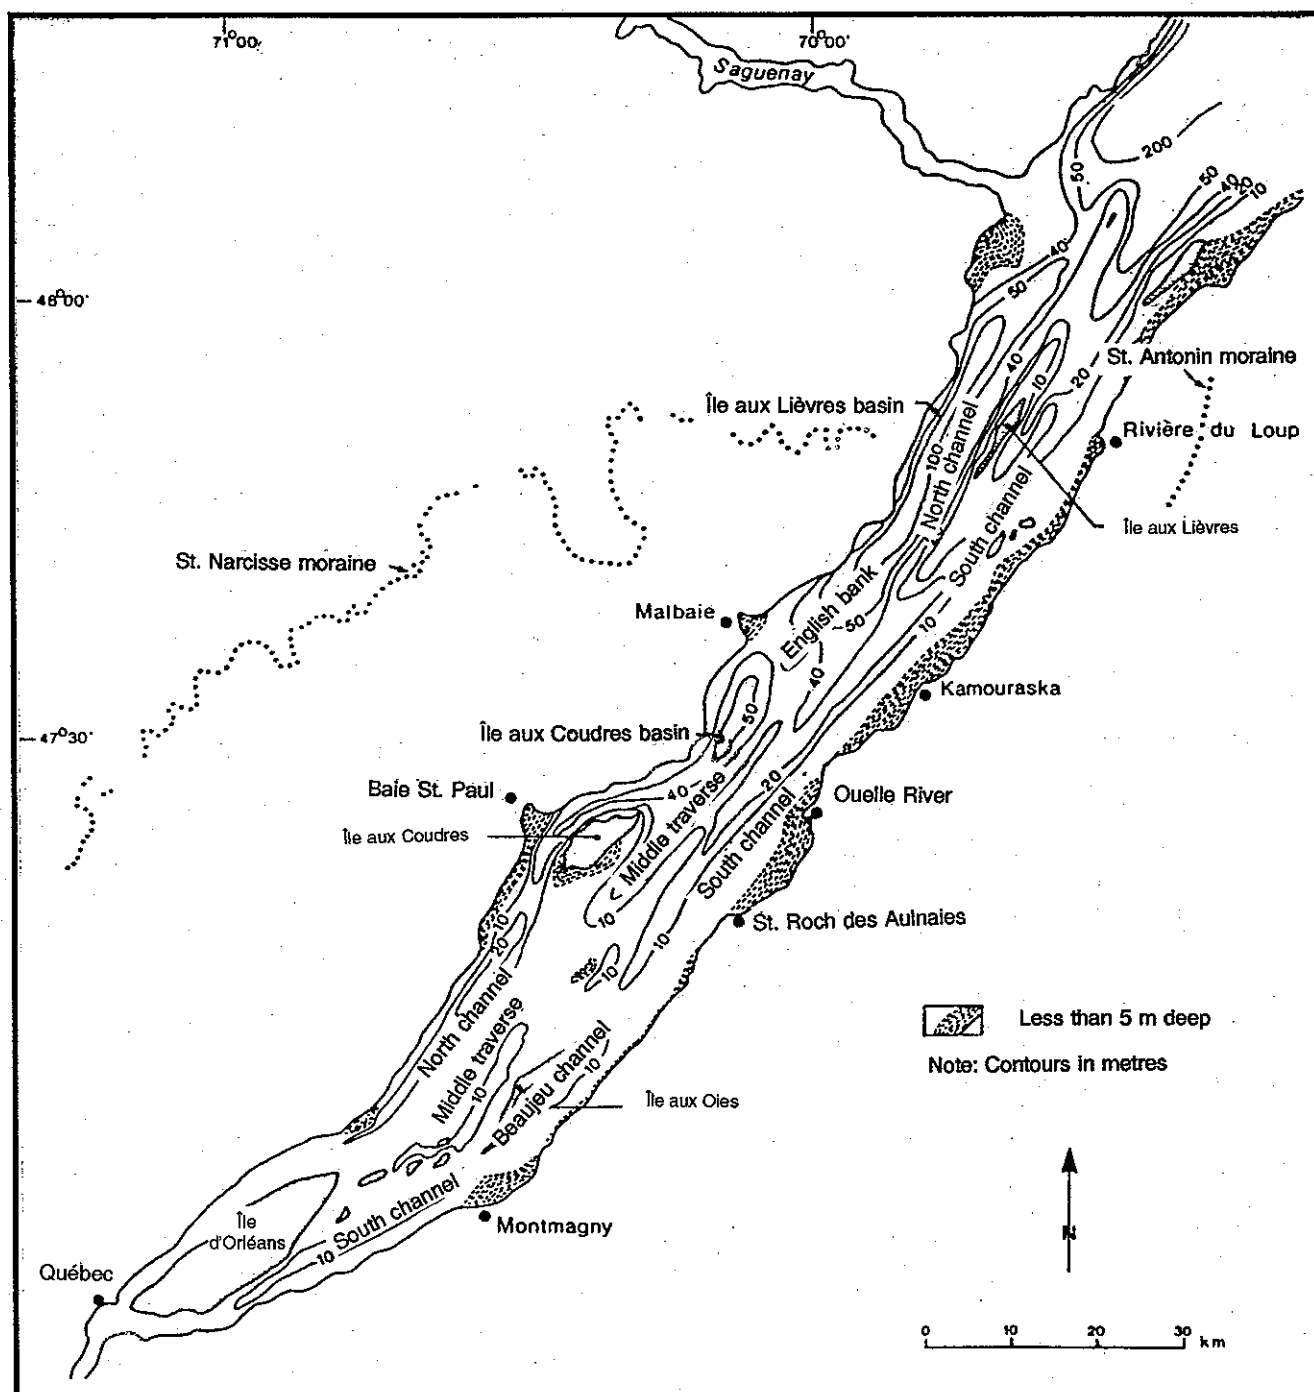 71°00'
70°00'
Saguenay
200
50
50
40
20
10
40
50
48°00'
St. Antonin moraine
40
10
20
Île aux Lièvres basin
Rivière du Loup
100
North channel
South channel
Île aux Lièvres
St. Narcisse moraine
English bank
Malbaie
50
10
40
Kamouraska
50
Île aux Coudres basin
47°30'
Baie St. Paul
40
20
Ouelle River
Île aux Coudres
Middle traverse
South channel
10
10
St. Roch des Aulnaies
20
10
10
North channel
Middle traverse
Less than 5 m deep
Note: Contours in metres
10
Beaujeu channel
10
Île aux Oies
South channel
Montmagny
Île
d'Orléans
10
Québec
N
0 10 20 30 km